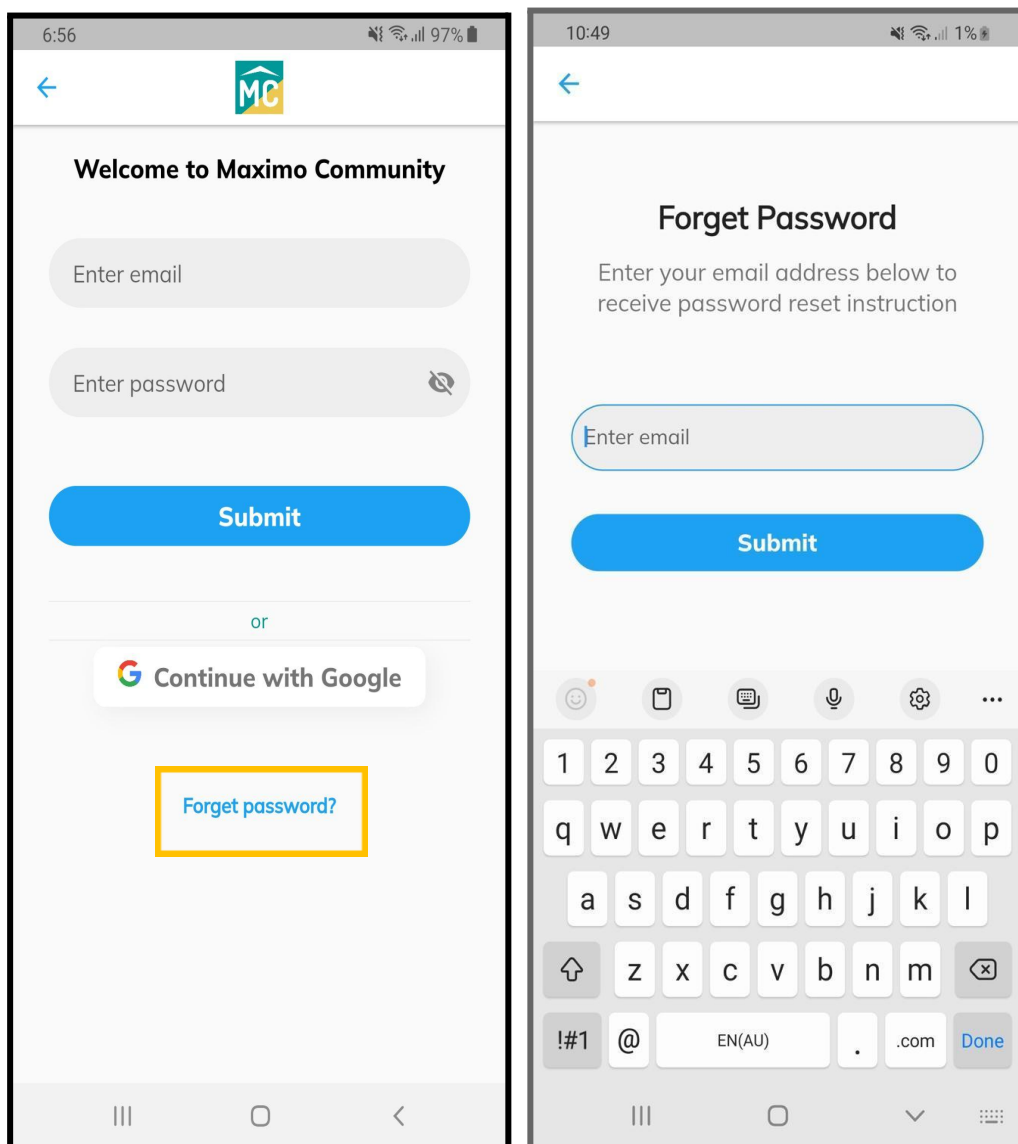 6:56
97%
MC
Welcome to Maximo Community
Enter email
Enter password
Submit
or
G Continue with Google
Forget password?
10:49
1%
Forget Password
Enter your email address below to
receive password reset instruction
Enter email
Submit
1 2 3 4 5 6 7 8 9 0
q w e r t y u i o p
a s d f g h j k l
z x c v b n m
!#1 @ EN(AU) . .com Done